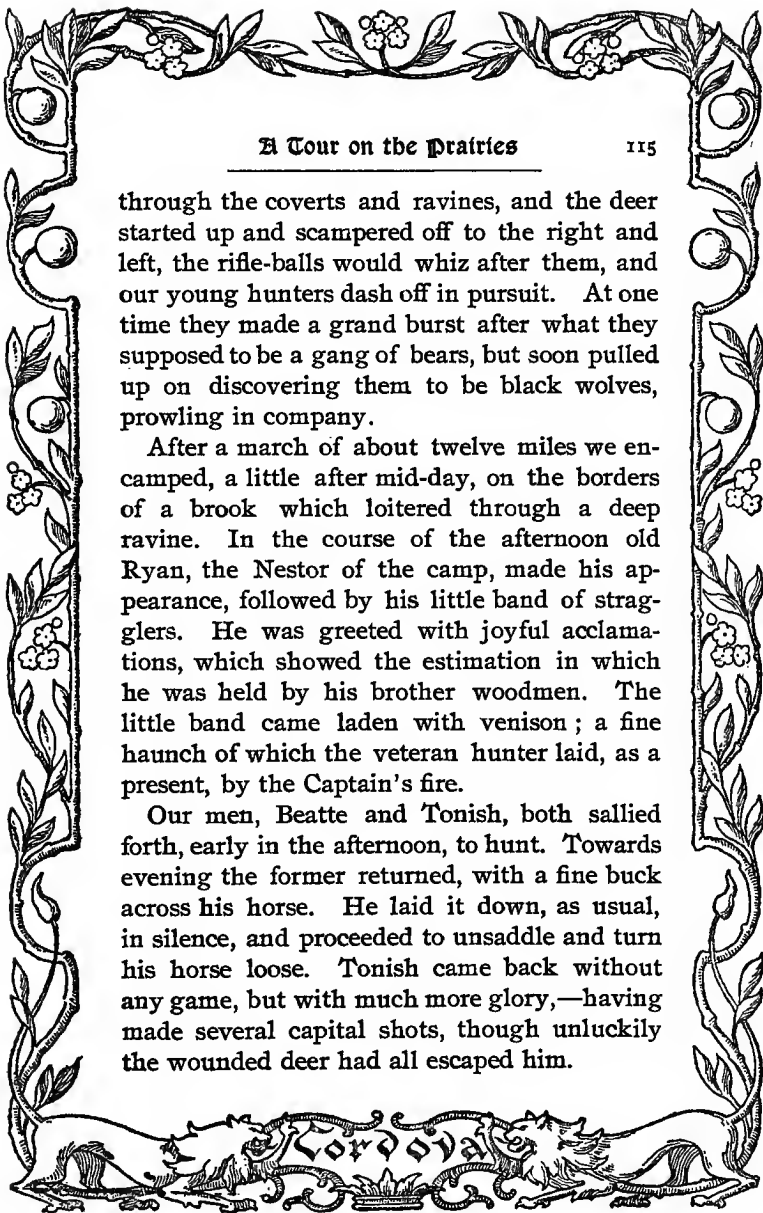 A Tour on the Prairies 115
through the coverts and ravines, and the deer
started up and scampered off to the right and
left, the rifle-balls would whiz after them, and
our young hunters dash off in pursuit. At one
time they made a grand burst after what they
supposed to be a gang of bears, but soon pulled
up on discovering them to be black wolves,
prowling in company.
After a march of about twelve miles we en-
camped, a little after mid-day, on the borders
of a brook which loitered through a deep
ravine. In the course of the afternoon old
Ryan, the Nestor of the camp, made his ap-
pearance, followed by his little band of strag-
glers. He was greeted with joyful acclama-
tions, which showed the estimation in which
he was held by his brother woodmen. The
little band came laden with venison ; a fine
haunch of which the veteran hunter laid, as a
present, by the Captain's fire.
Our men, Beatte and Tonish, both sallied
forth, early in the afternoon, to hunt. Towards
evening the former returned, with a fine buck
across his horse. He laid it down, as usual,
in silence, and proceeded to unsaddle and turn
his horse loose. Tonish came back without
any game, but with much more glory,—having
made several capital shots, though unluckily
the wounded deer had all escaped him.
Cordova